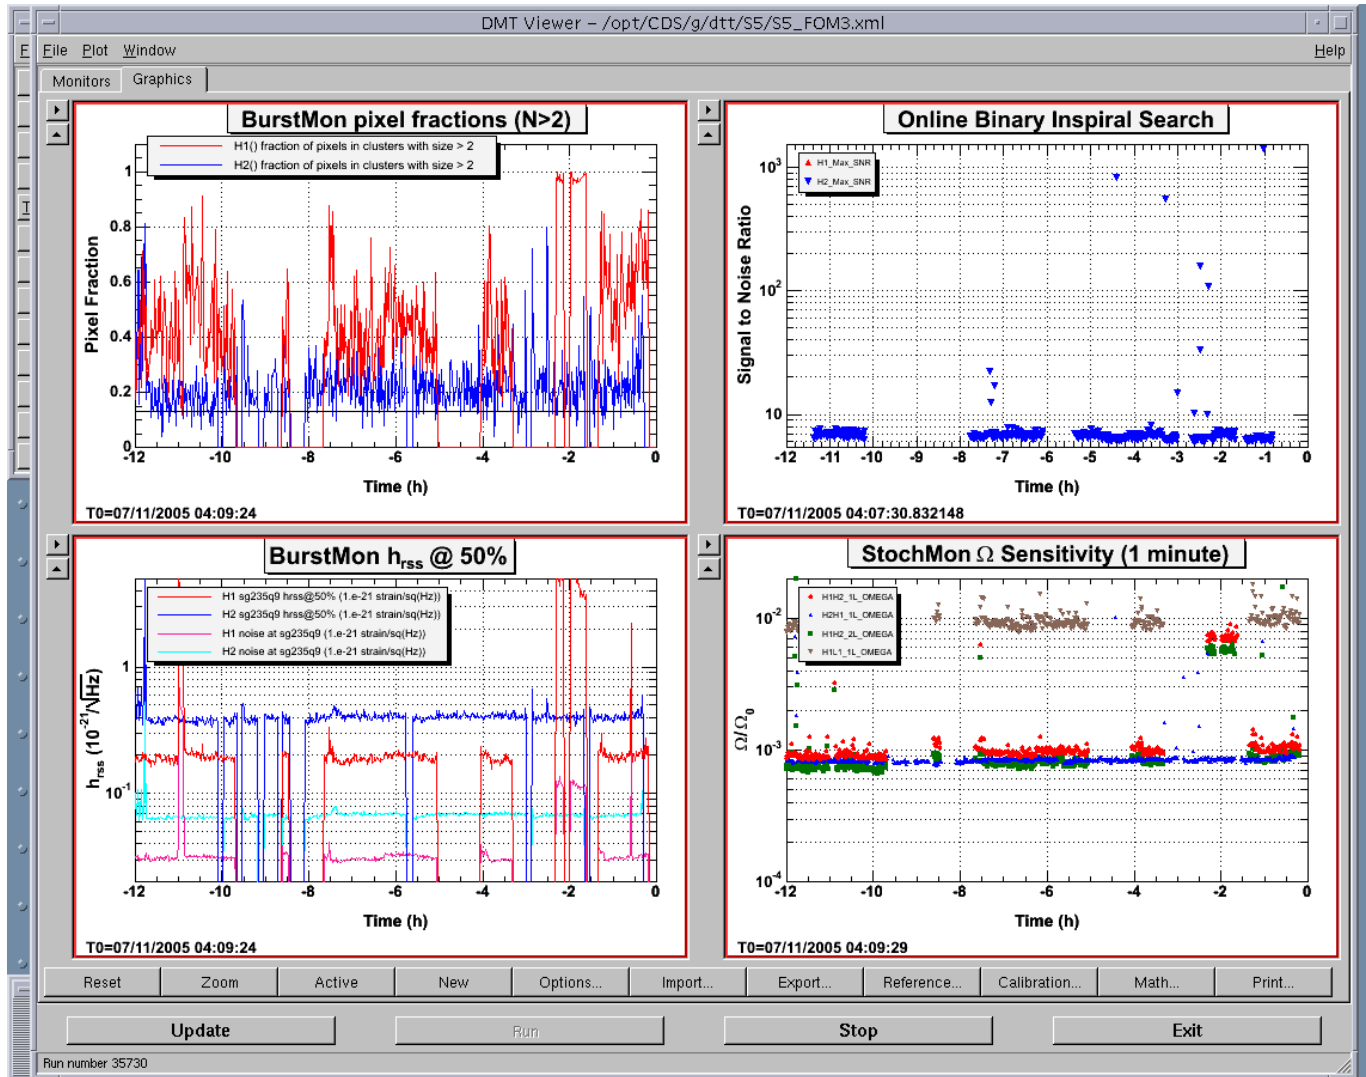 DMT Viewer – /opt/CDS/g/dtt/S5/S5_FOM3.xml
File Plot Window Help
Monitors Graphics
BurstMon pixel fractions (N>2)
H1() fraction of pixels in clusters with size > 2
H2() fraction of pixels in clusters with size > 2
Pixel Fraction
1
0.8
0.6
0.4
0.2
0
-12 -10 -8 -6 -4 -2 0
Time (h)
T0=07/11/2005 04:09:24
Online Binary Inspiral Search
H1_Max_SNR
H2_Max_SNR
Signal to Noise Ratio
10³
10²
10
-12 -11 -10 -9 -8 -7 -6 -5 -4 -3 -2 -1 0
Time (h)
T0=07/11/2005 04:07:30.832148
BurstMon hrss @ 50%
H1 sg235q9 hrss@50% (1.e-21 strain/sq(Hz))
H2 sg235q9 hrss@50% (1.e-21 strain/sq(Hz))
H1 noise at sg235q9 (1.e-21 strain/sq(Hz))
H2 noise at sg235q9 (1.e-21 strain/sq(Hz))
hrss (10⁻²¹/√Hz)
1
10⁻¹
-12 -10 -8 -6 -4 -2 0
Time (h)
T0=07/11/2005 04:09:24
StochMon Ω Sensitivity (1 minute)
H1H2_1L_OMEGA
H2H1_1L_OMEGA
H1H2_2L_OMEGA
H1L1_1L_OMEGA
Ω/Ω₀
10⁻²
10⁻³
10⁻⁴
-12 -10 -8 -6 -4 -2 0
Time (h)
T0=07/11/2005 04:09:29
Reset Zoom Active New Options... Import... Export... Reference... Calibration... Math... Print...
Update Run Stop Exit
Run number 35730